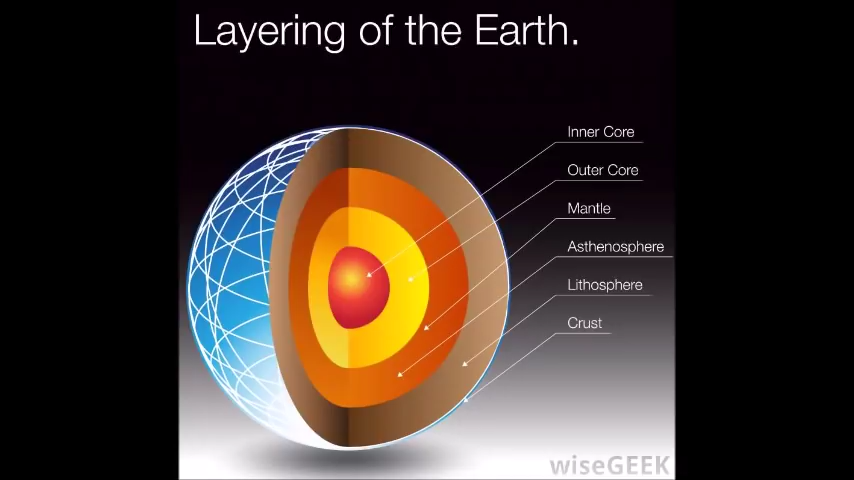 Layering of the Earth.
Inner Core
Outer Core
Mantle
Asthenosphere
Lithosphere
Crust
wiseGEEK